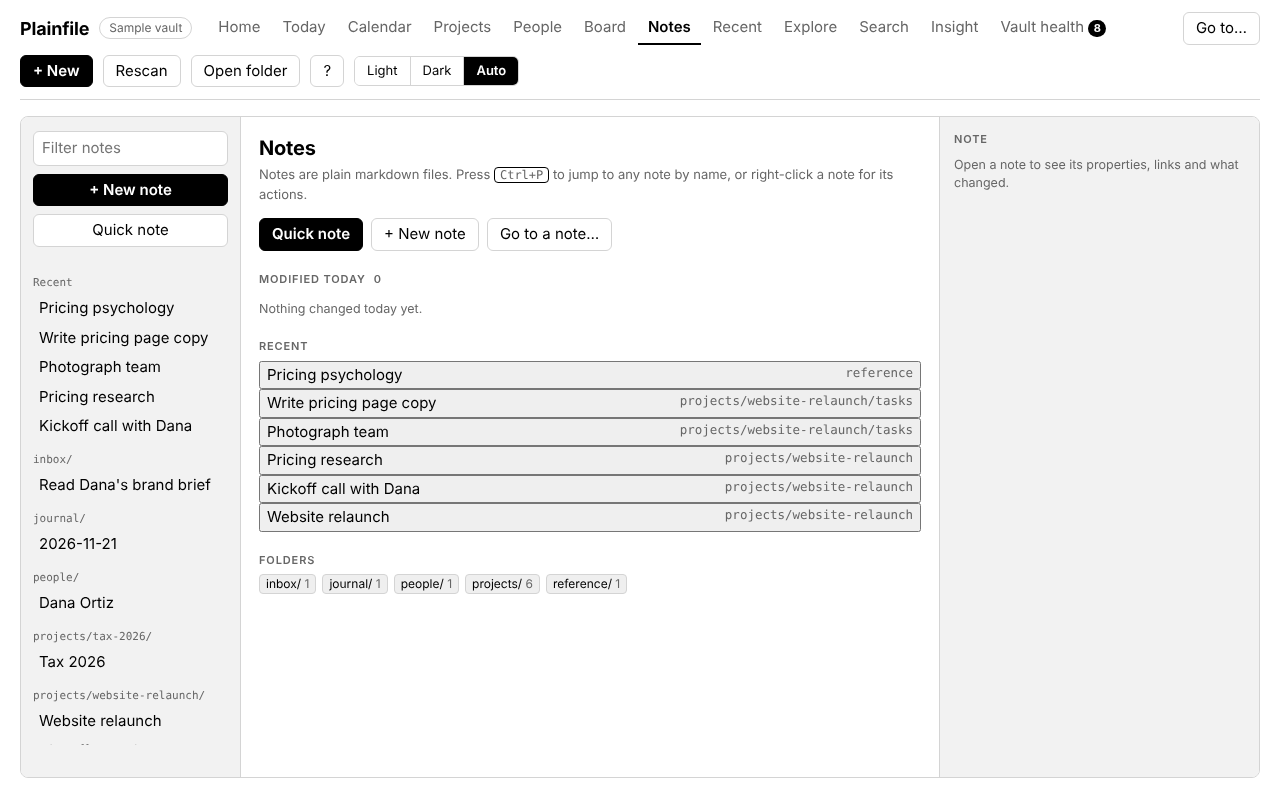 Plainfile Sample vault Home Today Calendar Projects People Board Notes Recent Explore Search Insight Vault health 8 Go to...
+ New Rescan Open folder ? Light Dark Auto
Filter notes
+ New note
Quick note
Recent
Pricing psychology
Write pricing page copy
Photograph team
Pricing research
Kickoff call with Dana
inbox/
Read Dana's brand brief
journal/
2026-11-21
people/
Dana Ortiz
projects/tax-2026/
Tax 2026
projects/website-relaunch/
Website relaunch
Notes
Notes are plain markdown files. Press Ctrl+P to jump to any note by name, or right-click a note for its
actions.
Quick note + New note Go to a note...
MODIFIED TODAY 0
Nothing changed today yet.
RECENT
Pricing psychology reference
Write pricing page copy projects/website-relaunch/tasks
Photograph team projects/website-relaunch/tasks
Pricing research projects/website-relaunch
Kickoff call with Dana projects/website-relaunch
Website relaunch projects/website-relaunch
FOLDERS
inbox/ 1 journal/ 1 people/ 1 projects/ 6 reference/ 1
NOTE
Open a note to see its properties, links and what
changed.